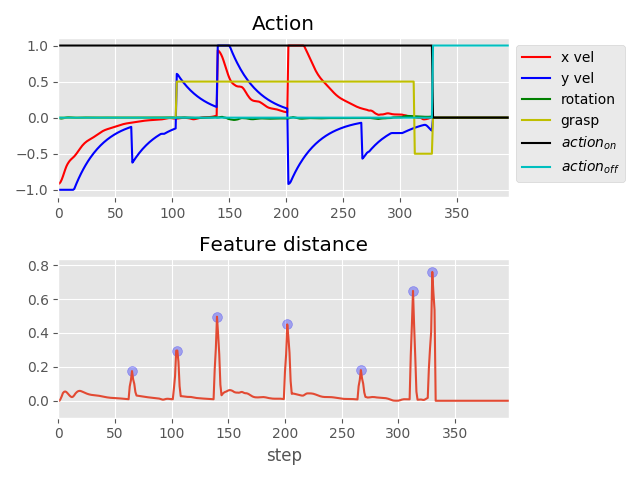 Action
1.0
0.5
0.0
−0.5
−1.0
0 50 100 150 200 250 300 350
x vel
y vel
rotation
grasp
action_on
action_off
Feature distance
0.8
0.6
0.4
0.2
0.0
0 50 100 150 200 250 300 350
step